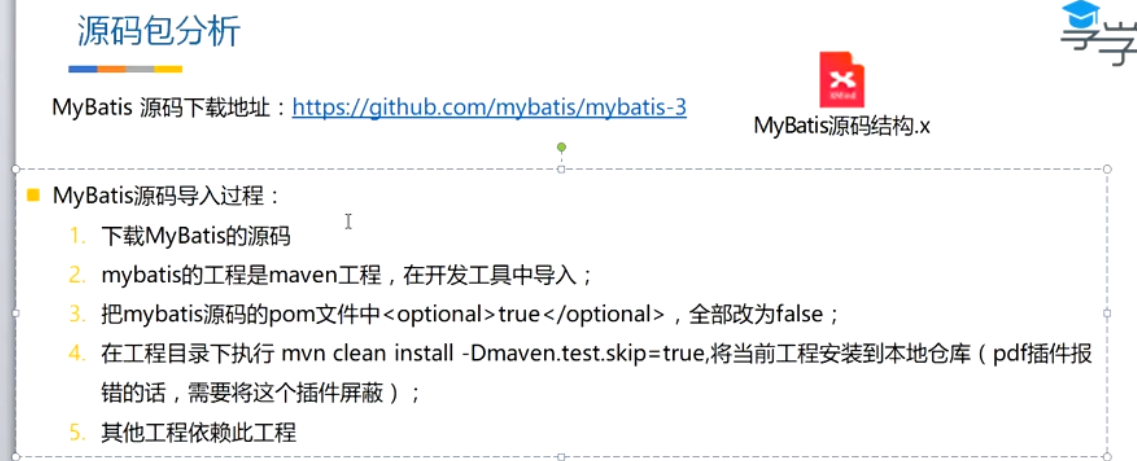 源码包分析
MyBatis 源码下载地址：https://github.com/mybatis/mybatis-3
MyBatis源码结构.x
MyBatis源码导入过程：
1. 下载MyBatis的源码
2. mybatis的工程是maven工程，在开发工具中导入；
3. 把mybatis源码的pom文件中<optional>true</optional>，全部改为false；
4. 在工程目录下执行 mvn clean install -Dmaven.test.skip=true,将当前工程安装到本地仓库（pdf插件报
错的话，需要将这个插件屏蔽）；
5. 其他工程依赖此工程